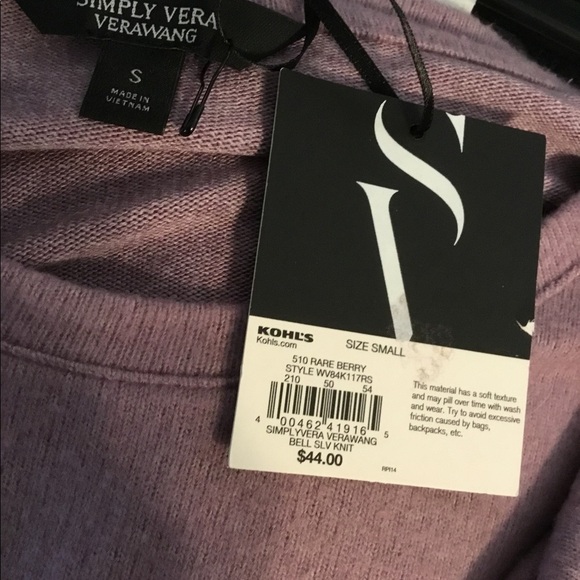 SIMPLY VERA
VERAWANG
S
MADE IN
VIETNAM
SV
KOHL'S
Kohls.com
SIZE SMALL
510 RARE BERRY
STYLE WV84K117RS
210 50 54
4 00462 41916 5
SIMPLYVERA VERAWANG
BELL SLV KNIT
$44.00
This material has a soft texture
and may pill over time with wash
and wear. Try to avoid excessive
friction caused by bags,
backpacks, etc.
RPI14